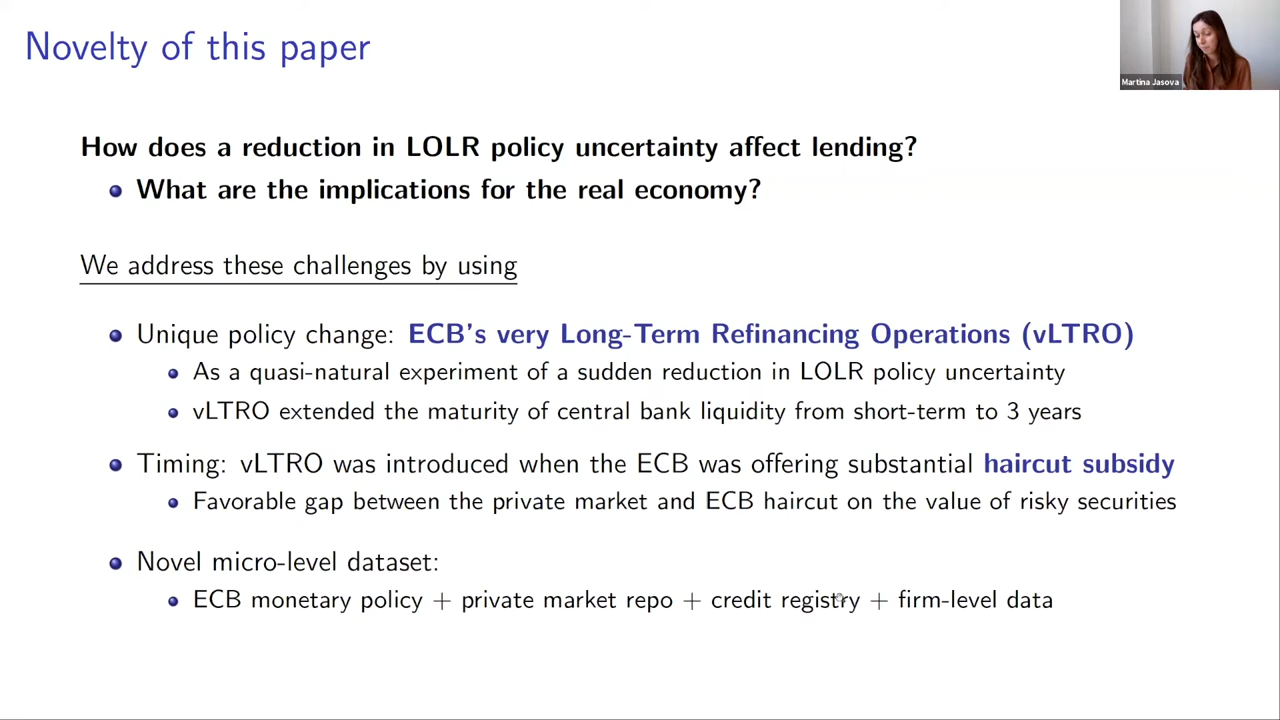 Novelty of this paper
Martina Jasova
How does a reduction in LOLR policy uncertainty affect lending?
What are the implications for the real economy?
We address these challenges by using
Unique policy change: ECB's very Long-Term Refinancing Operations (vLTRO)
As a quasi-natural experiment of a sudden reduction in LOLR policy uncertainty
vLTRO extended the maturity of central bank liquidity from short-term to 3 years
Timing: vLTRO was introduced when the ECB was offering substantial haircut subsidy
Favorable gap between the private market and ECB haircut on the value of risky securities
Novel micro-level dataset:
ECB monetary policy + private market repo + credit registry + firm-level data